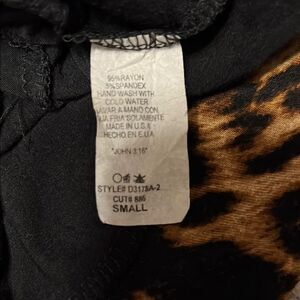 95%RAYON
5%SPANDEX
HAND WASH WITH
COLD WATER
LAVAR A MANO CON
AGUA FRIA SOLAMENTE
MADE IN U.S.A
HECHO EN E.U.A
"JOHN 3:16"
STYLE# D3178A-2
CUT# 886
SMALL